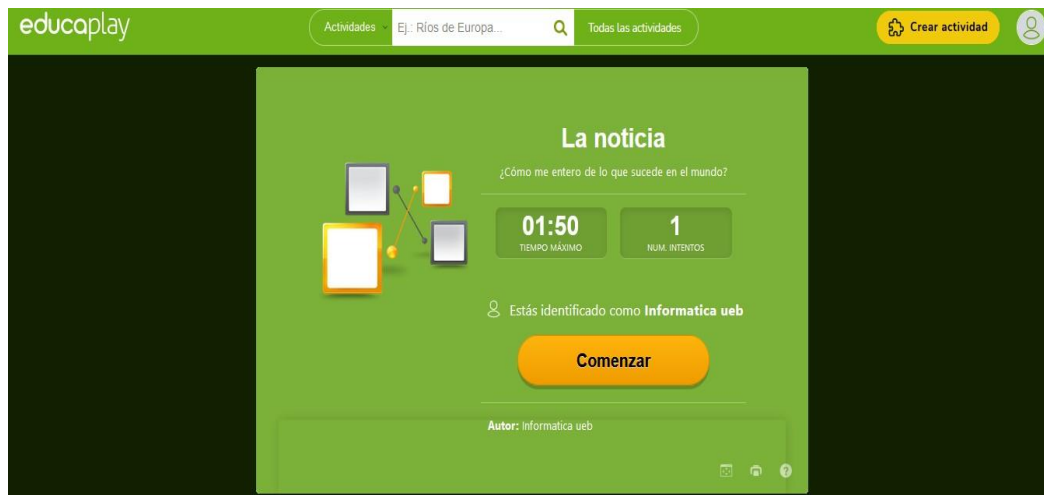 educaplay
Actividades
Ej.: Ríos de Europa...
Todas las actividades
Crear actividad
La noticia
¿Cómo me entero de lo que sucede en el mundo?
01:50
TIEMPO MÁXIMO
1
NUM. INTENTOS
Estás identificado como Informatica ueb
Comenzar
Autor: Informatica ueb
?